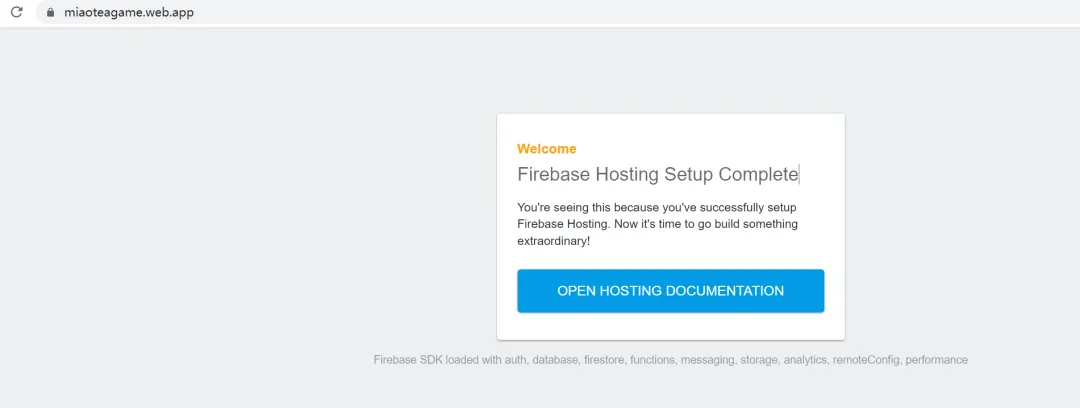 miaoteagame.web.app
Welcome
Firebase Hosting Setup Complete
You're seeing this because you've successfully setup
Firebase Hosting. Now it's time to go build something
extraordinary!
OPEN HOSTING DOCUMENTATION
Firebase SDK loaded with auth, database, firestore, functions, messaging, storage, analytics, remoteConfig, performance